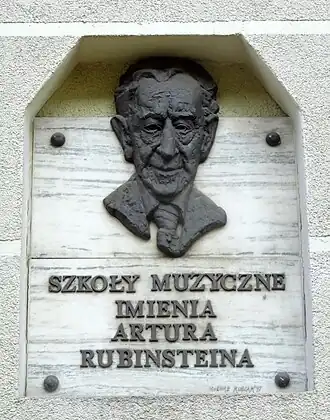 SZKOŁY MUZYCZNE
IMIENIA
ARTURA
RUBINSTEINA